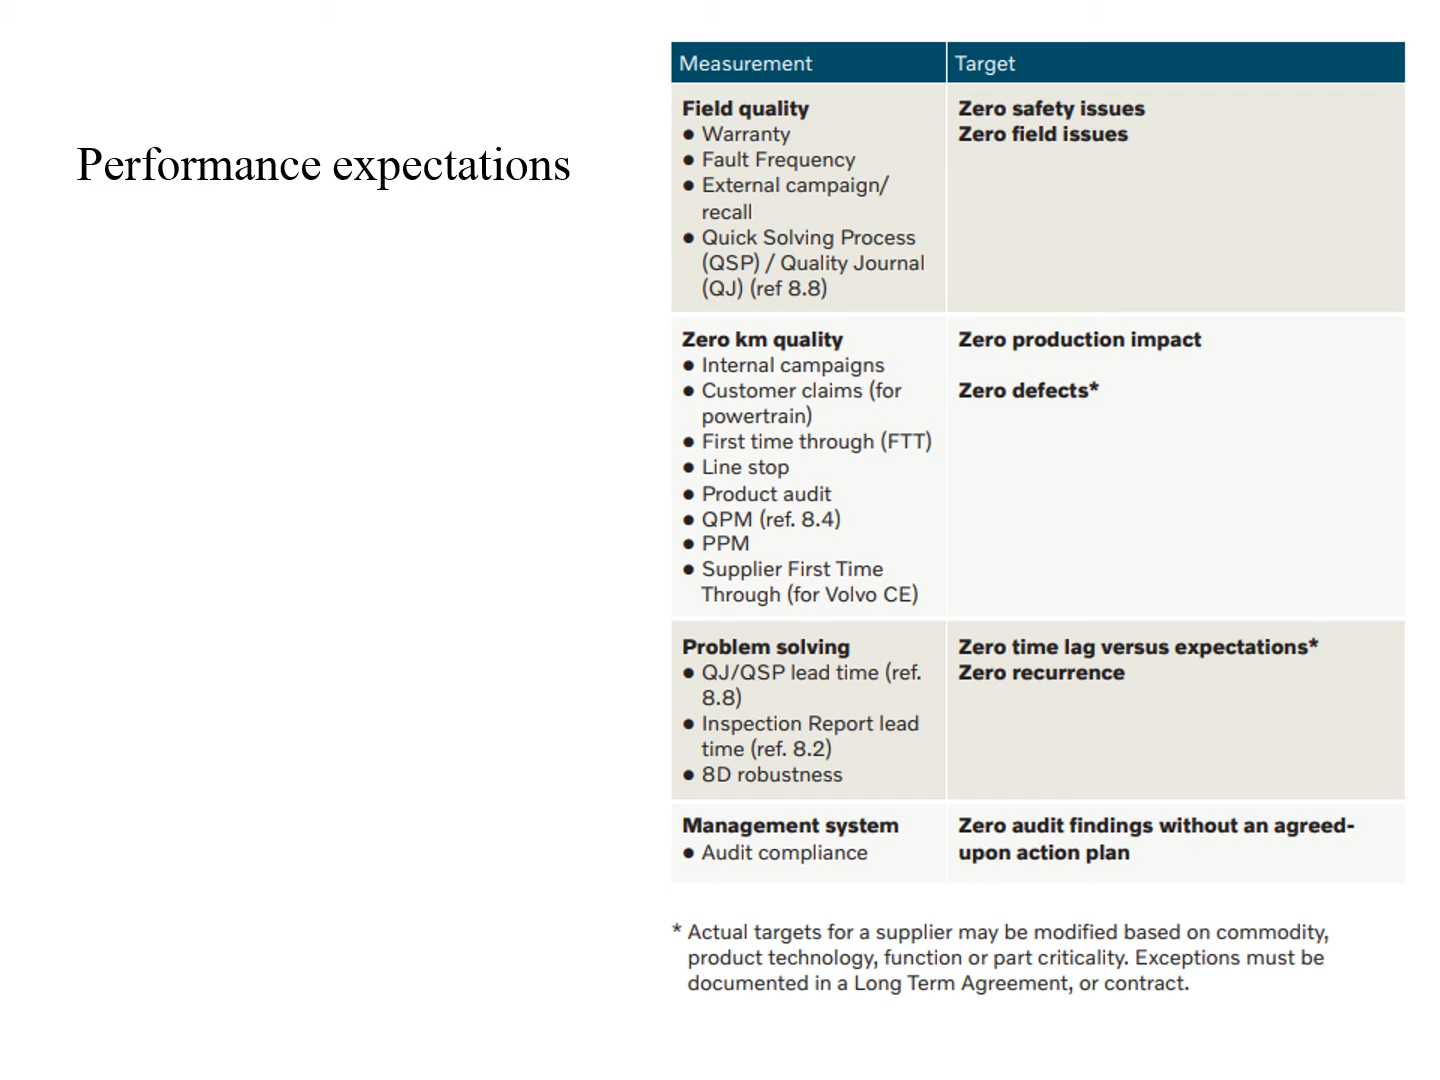 Performance expectations
Measurement
Target
Field quality
Zero safety issues
● Warranty
Zero field issues
● Fault Frequency
● External campaign/
recall
● Quick Solving Process
(QSP) / Quality Journal
(QJ) (ref 8.8)
Zero km quality
Zero production impact
● Internal campaigns
● Customer claims (for
Zero defects*
powertrain)
● First time through (FTT)
● Line stop
● Product audit
● QPM (ref. 8.4)
● PPM
● Supplier First Time
Through (for Volvo CE)
Problem solving
Zero time lag versus expectations*
● QJ/QSP lead time (ref.
Zero recurrence
8.8)
● Inspection Report lead
time (ref. 8.2)
● 8D robustness
Management system
Zero audit findings without an agreed-
● Audit compliance
upon action plan
* Actual targets for a supplier may be modified based on commodity,
product technology, function or part criticality. Exceptions must be
documented in a Long Term Agreement, or contract.